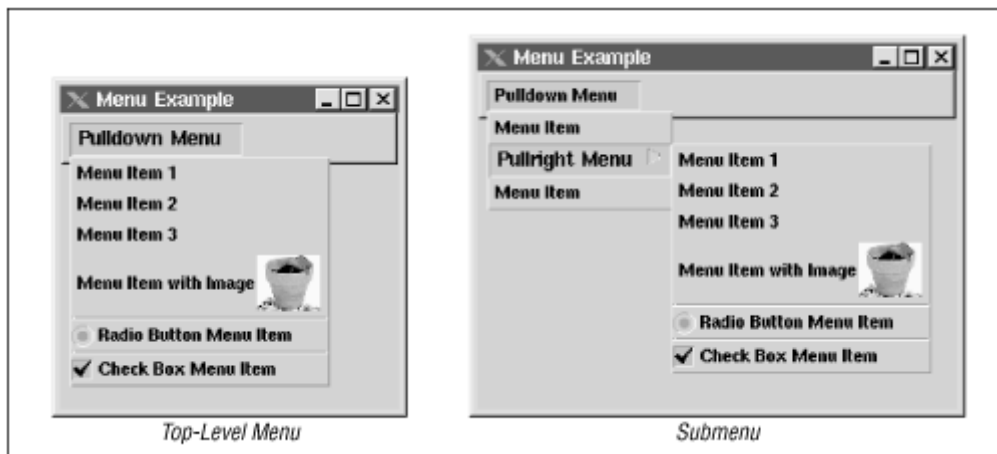 Menu Example
Pulldown Menu
Menu Item 1
Menu Item 2
Menu Item 3
Menu Item with Image
Radio Button Menu Item
Check Box Menu Item
Top-Level Menu
Menu Example
Pulldown Menu
Menu Item
Pullright Menu
Menu Item
Menu Item 1
Menu Item 2
Menu Item 3
Menu Item with Image
Radio Button Menu Item
Check Box Menu Item
Submenu